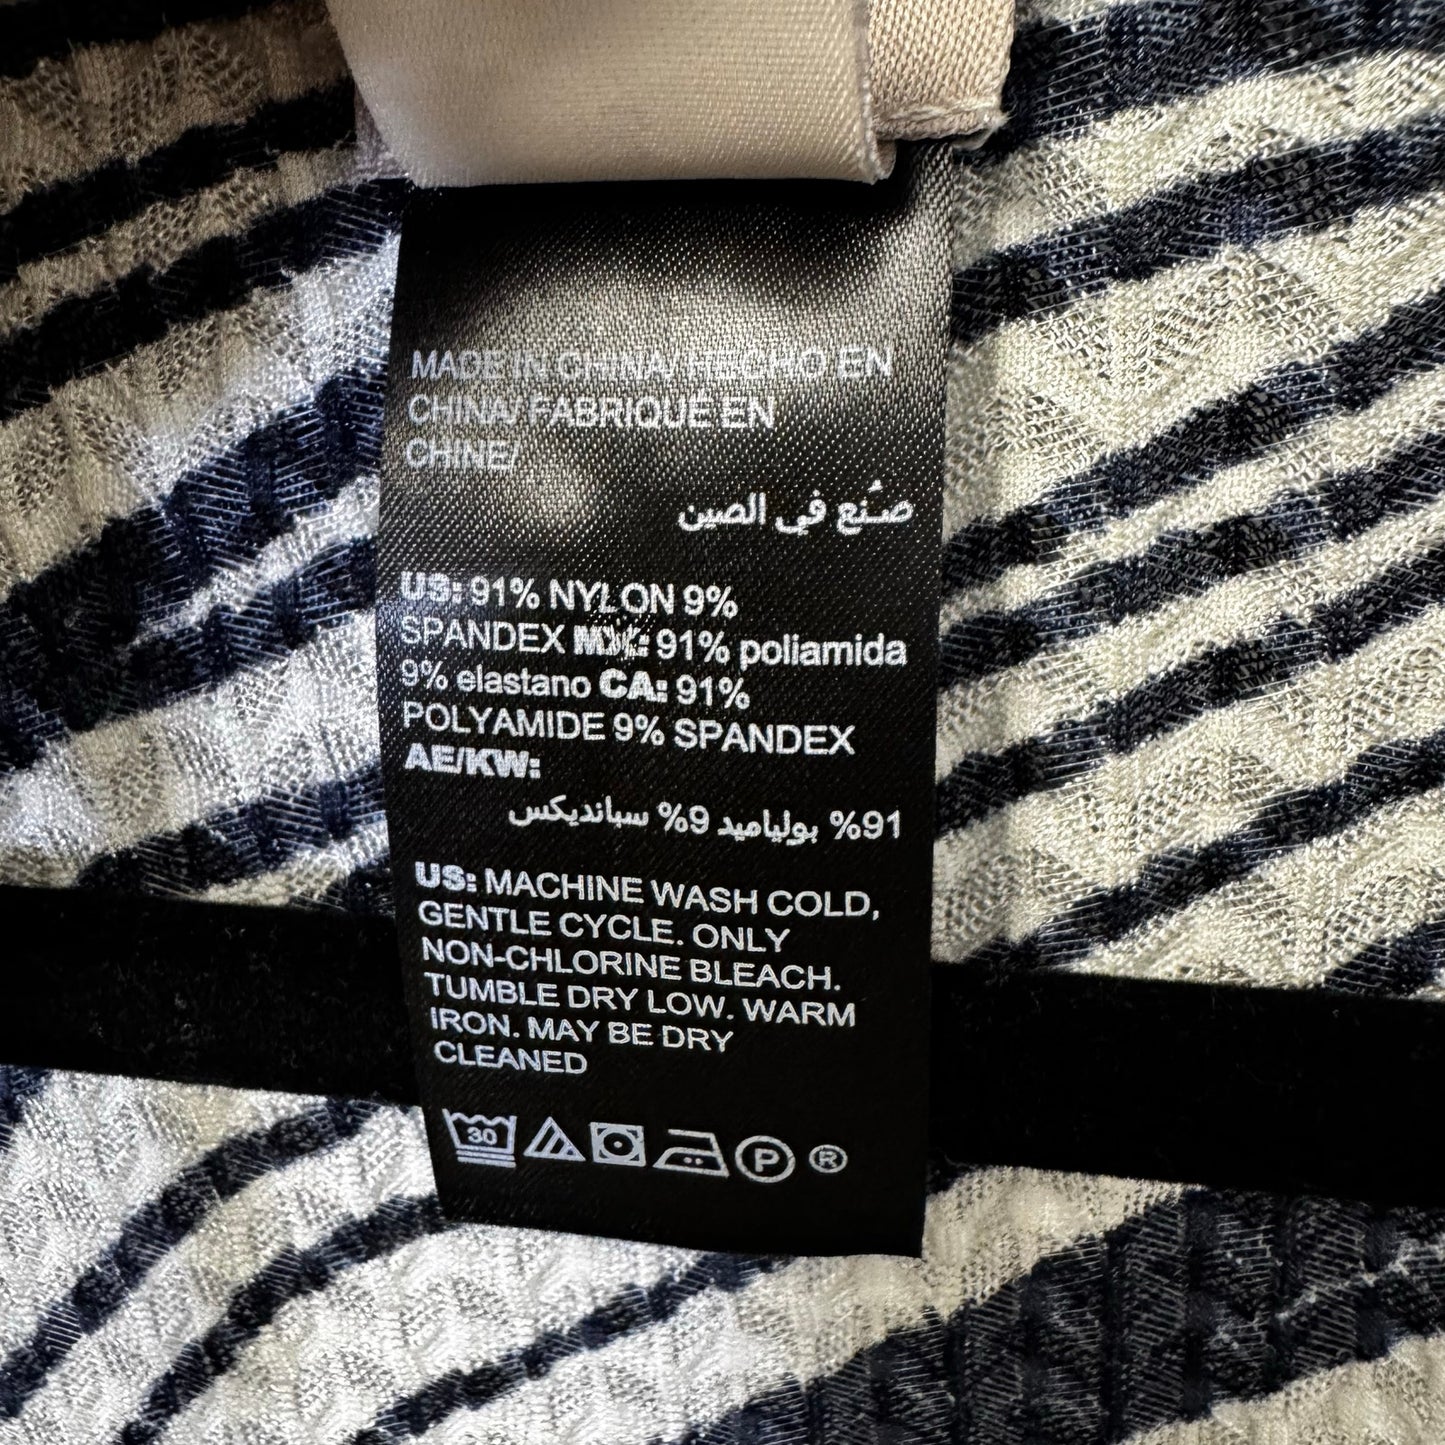 MADE IN CHINA/ HECHO EN
CHINA/ FABRIQUÉ EN
CHINE/
صُنع في الصين
US: 91% NYLON 9%
SPANDEX MX: 91% poliamida
9% elastano CA: 91%
POLYAMIDE 9% SPANDEX
AE/KW:
91% بولياميد 9% سبانديكس
US: MACHINE WASH COLD,
GENTLE CYCLE. ONLY
NON-CHLORINE BLEACH.
TUMBLE DRY LOW. WARM
IRON. MAY BE DRY
CLEANED
30 P ®